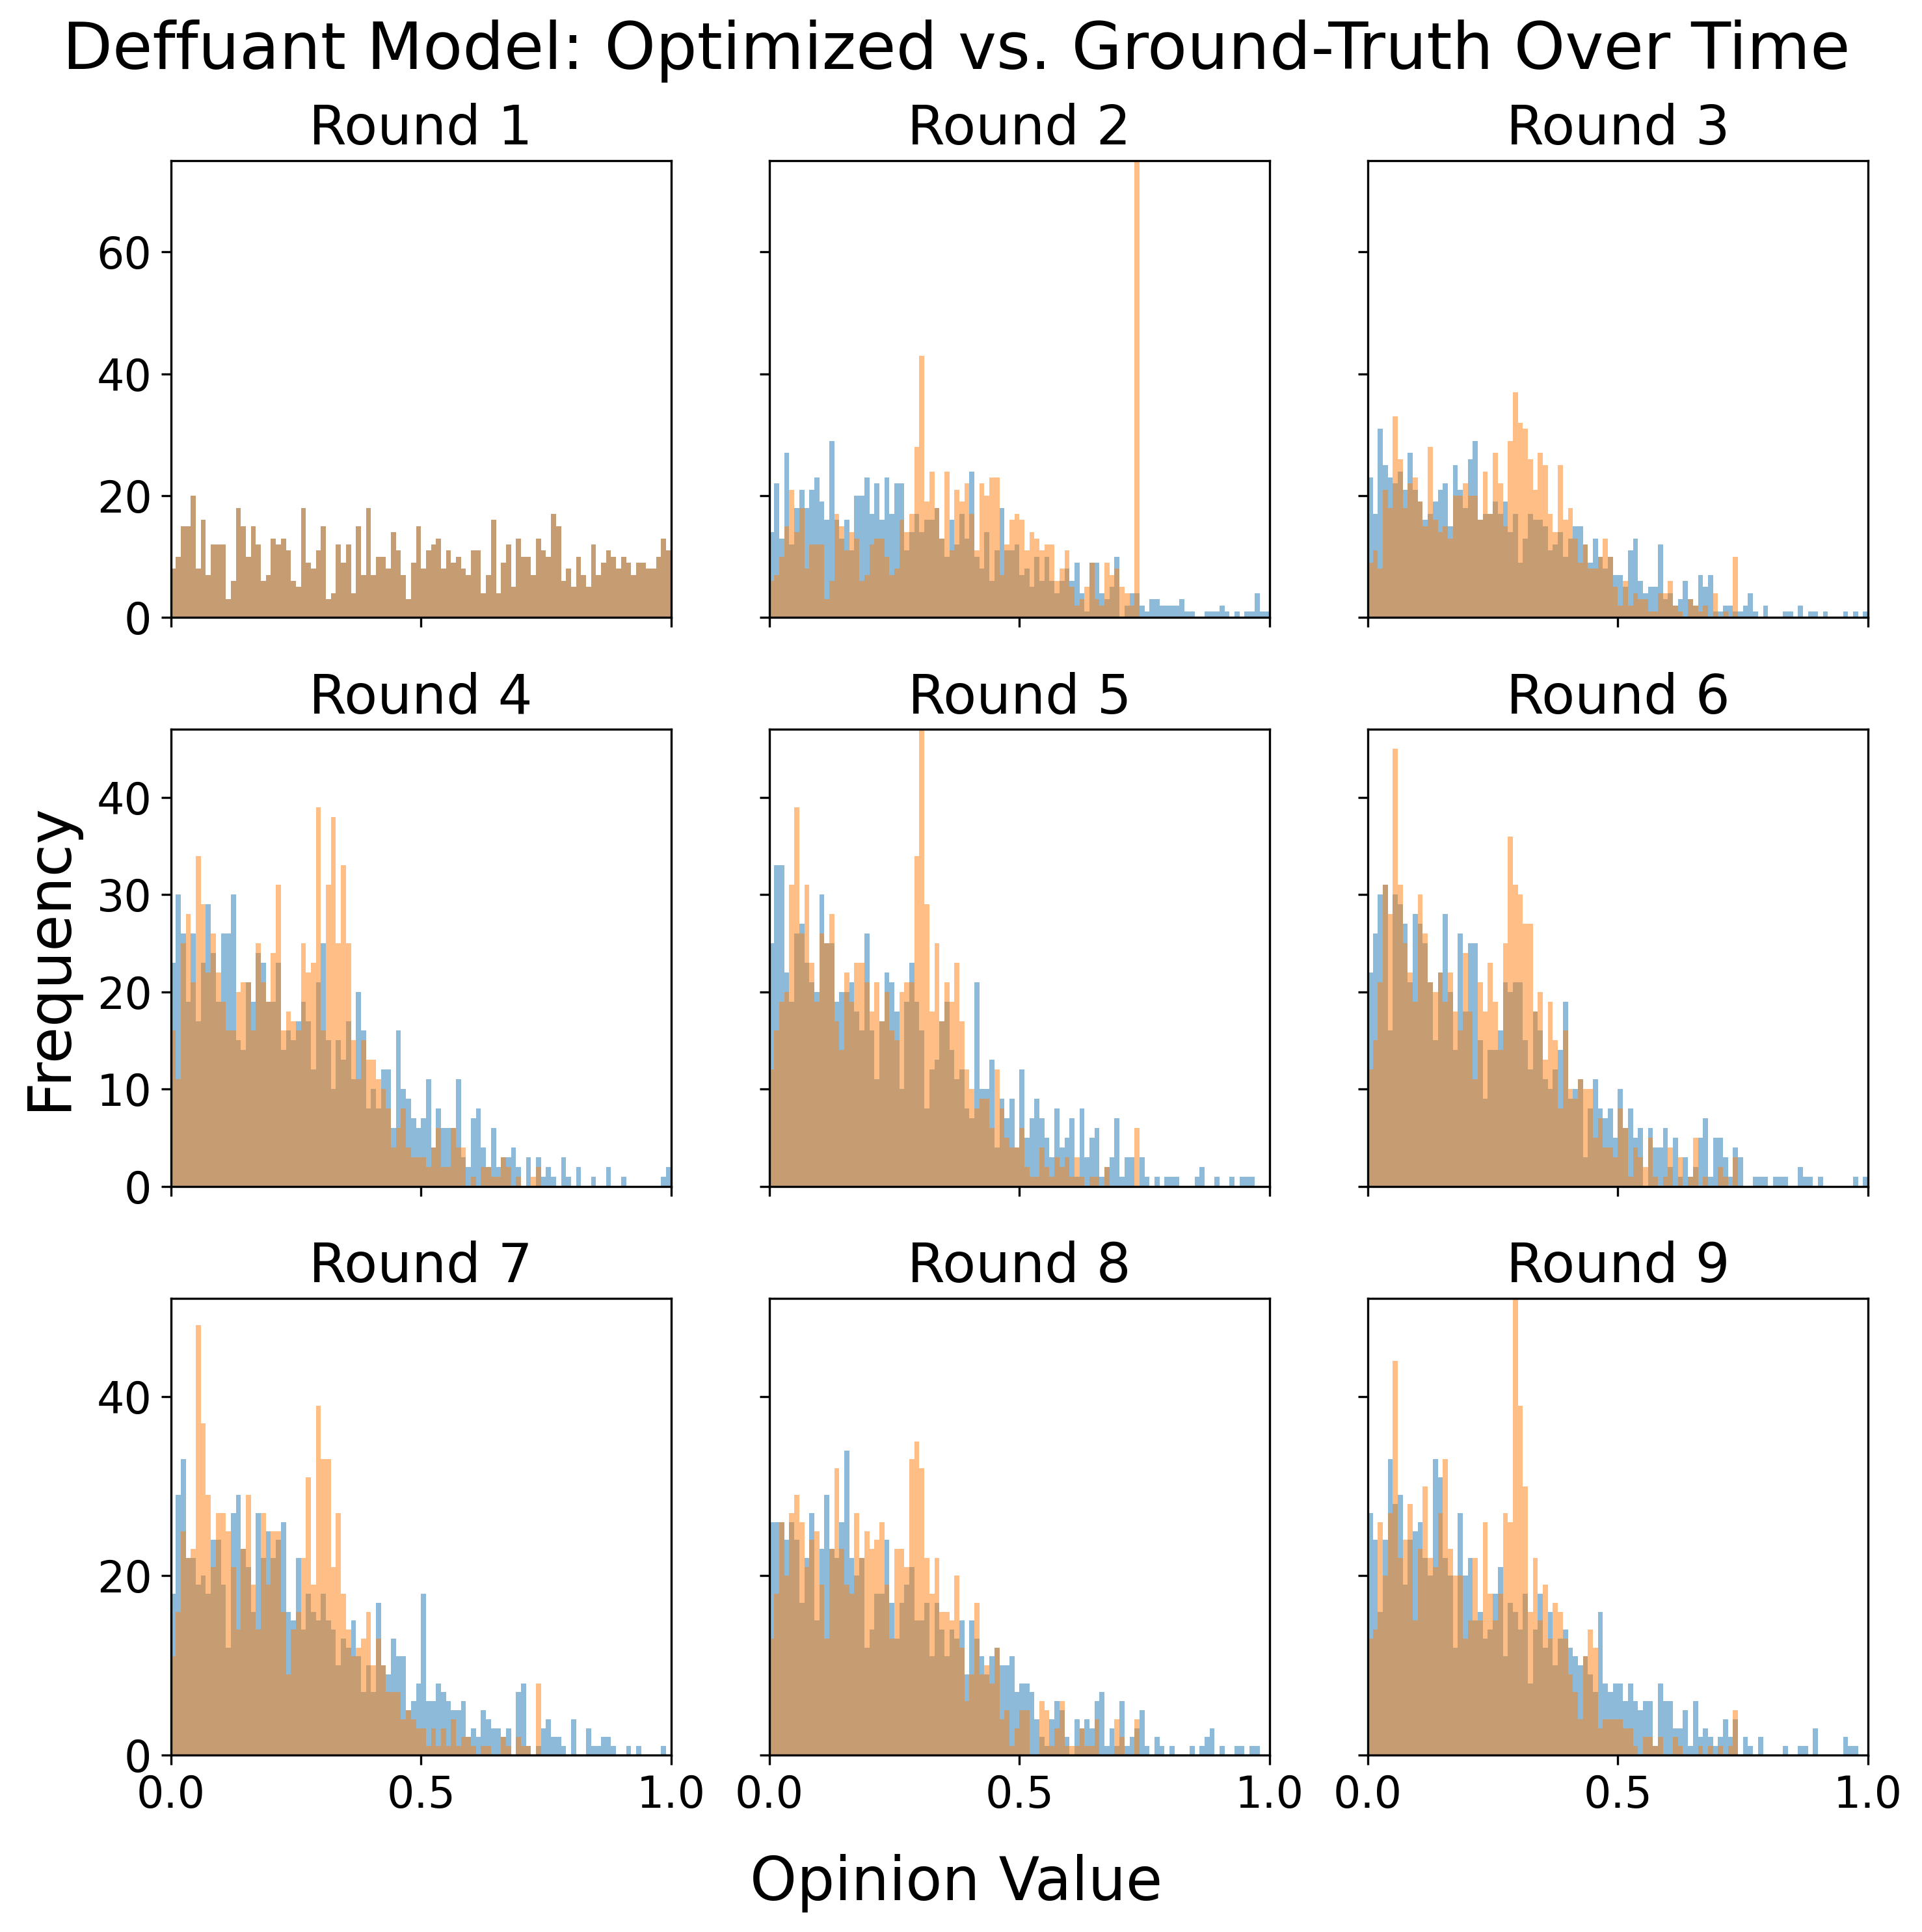 Deffuant Model: Optimized vs. Ground-Truth Over Time
Round 1
Round 2
Round 3
60
40
20
0
Round 4
Round 5
Round 6
40
30
20
10
0
Frequency
Round 7
Round 8
Round 9
40
20
0
0.0 0.5 1.0 0.0 0.5 1.0 0.0 0.5 1.0
Opinion Value